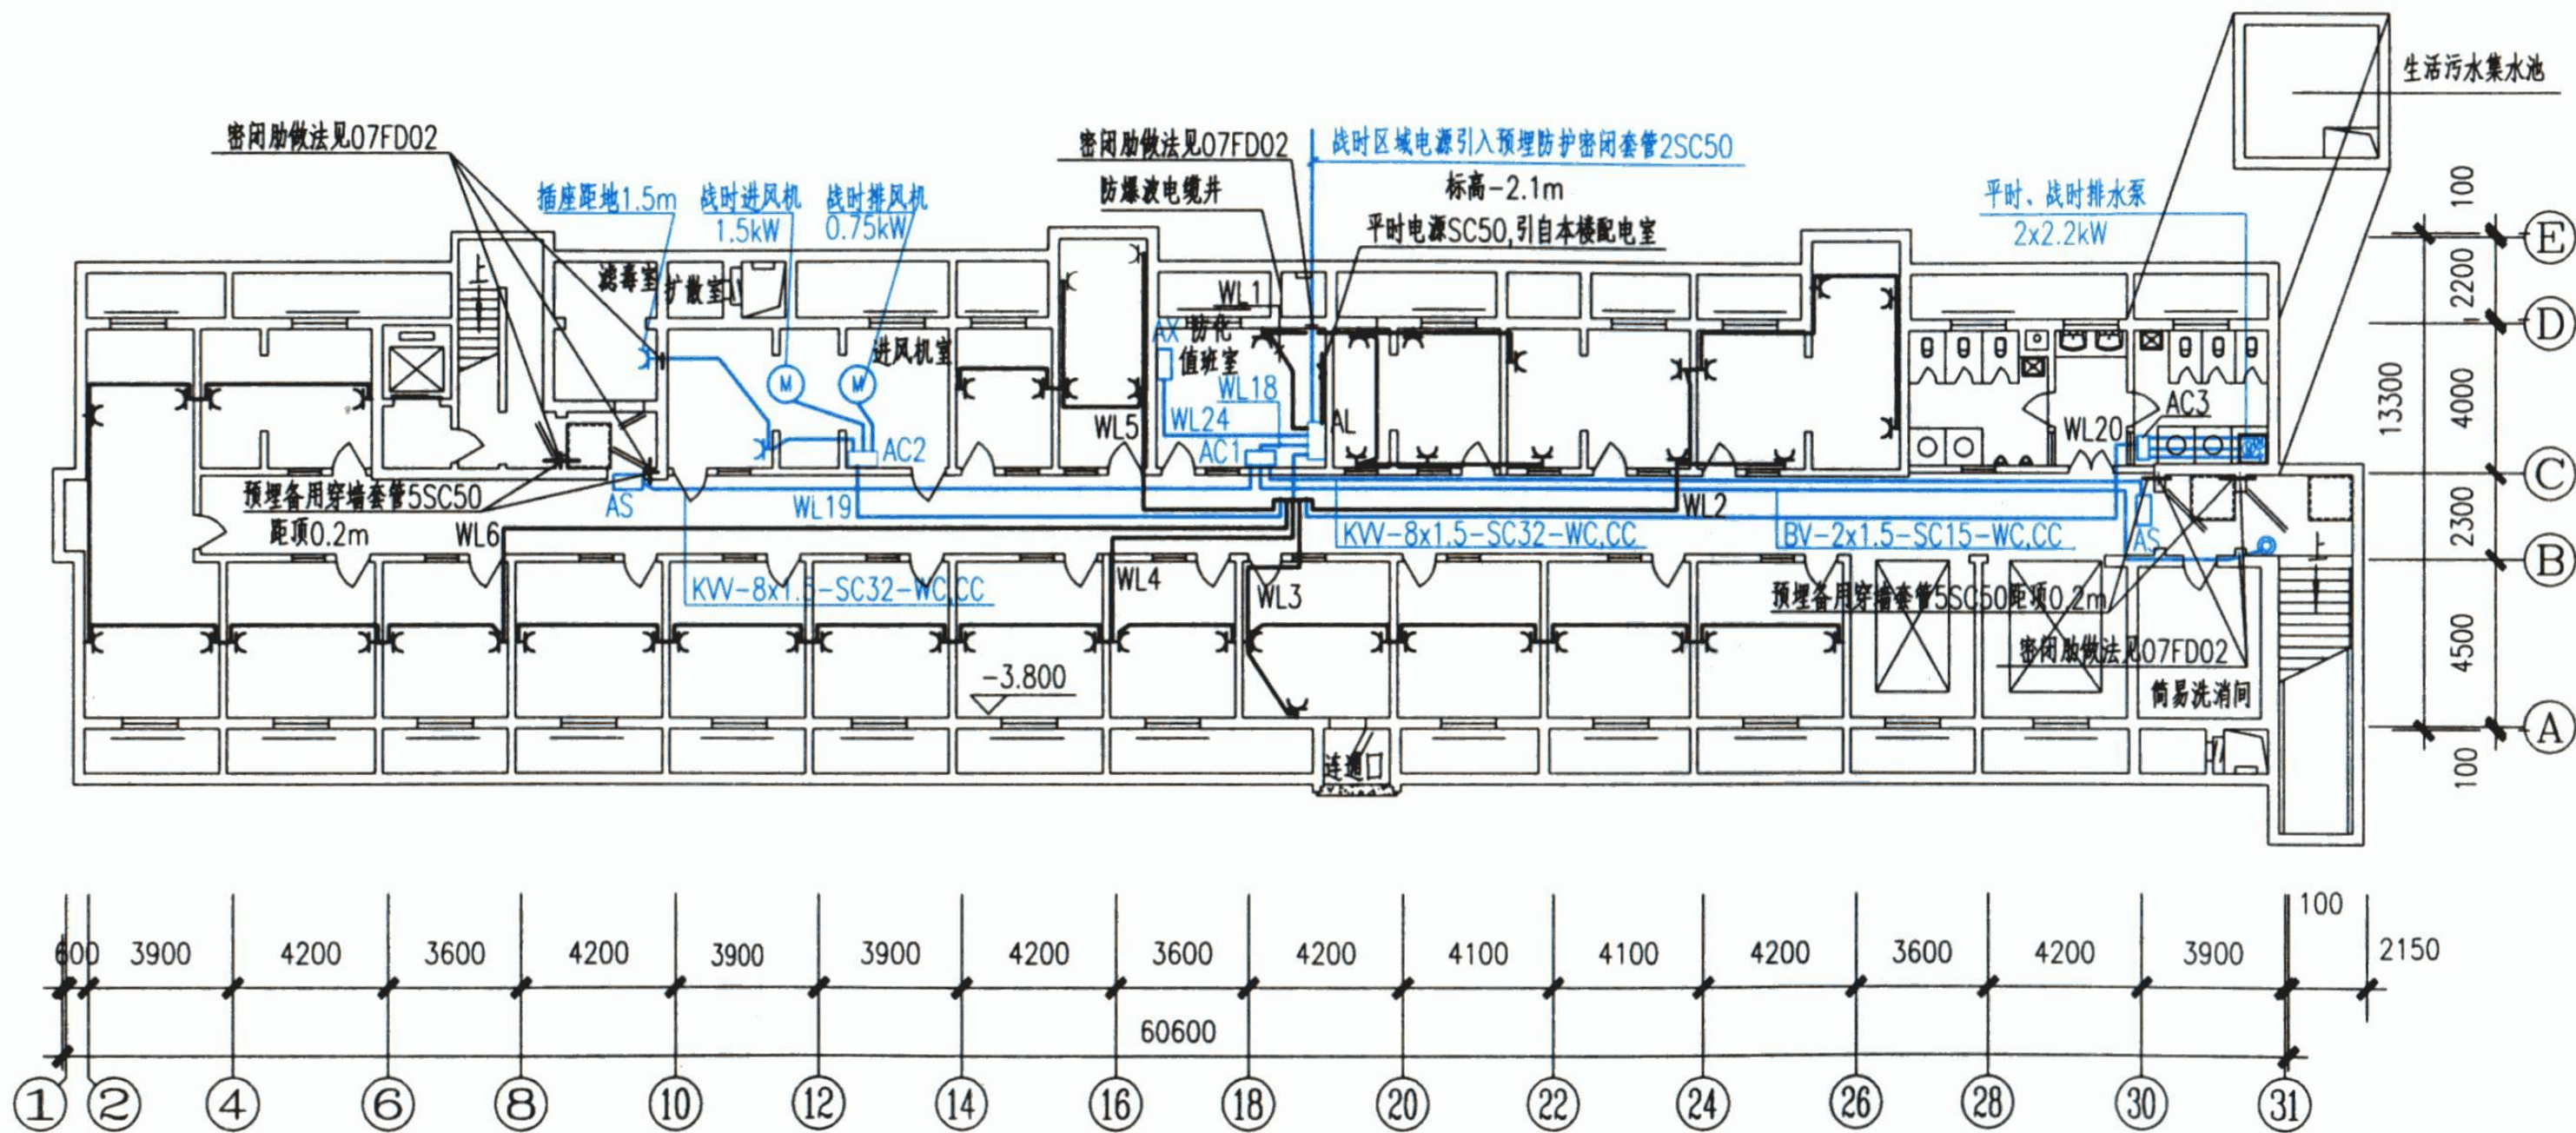 生活污水集水池
密闭肋做法见07FD02
密闭肋做法见07FD02
战时区域电源引入预埋防护密闭套管2SC50
插座距地1.5m
战时进风机
1.5kW
战时排风机
0.75kW
防爆波电缆井
标高-2.1m
平时电源SC50,引自本楼配电室
平时、战时排水泵
2x2.2kW
100
E
2200
D
13300
4000
C
2300
B
4500
A
100
上
滤毒室
扩散室
进风机室
WL1
AX
防化
值班室
WL18
WL24
WL5
AC1
AL
AC2
AC3
WL20
预埋备用穿墙套管5SC50
距顶0.2m
AS
WL19
WL6
WL2
KVV-8x1.5-SC32-WC,CC
BV-2x1.5-SC15-WC,CC
AS
上
KVV-8x1.5-SC32-WC,CC
WL4
WL3
预埋备用穿墙套管5SC50距顶0.2m
密闭肋做法见07FD02
简易洗消间
-3.800
连通口
600
3900
4200
3600
4200
3900
3900
4200
3600
4200
4100
4100
4200
3600
4200
3900
100
2150
60600
1
2
4
6
8
10
12
14
16
18
20
22
24
26
28
30
31